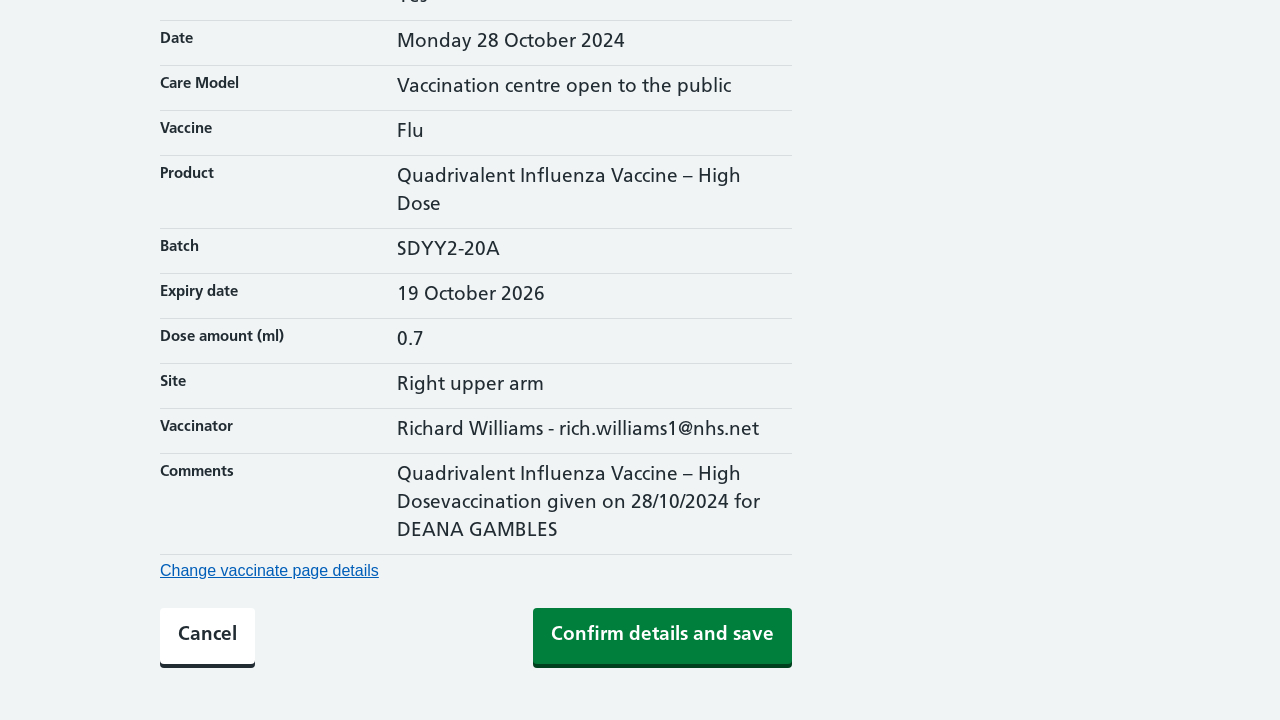 Yes
Date
Monday 28 October 2024
Care Model
Vaccination centre open to the public
Vaccine
Flu
Product
Quadrivalent Influenza Vaccine – High
Dose
Batch
SDYY2-20A
Expiry date
19 October 2026
Dose amount (ml)
0.7
Site
Right upper arm
Vaccinator
Richard Williams - rich.williams1@nhs.net
Comments
Quadrivalent Influenza Vaccine – High
Dosevaccination given on 28/10/2024 for
DEANA GAMBLES
Change vaccinate page details
Cancel
Confirm details and save